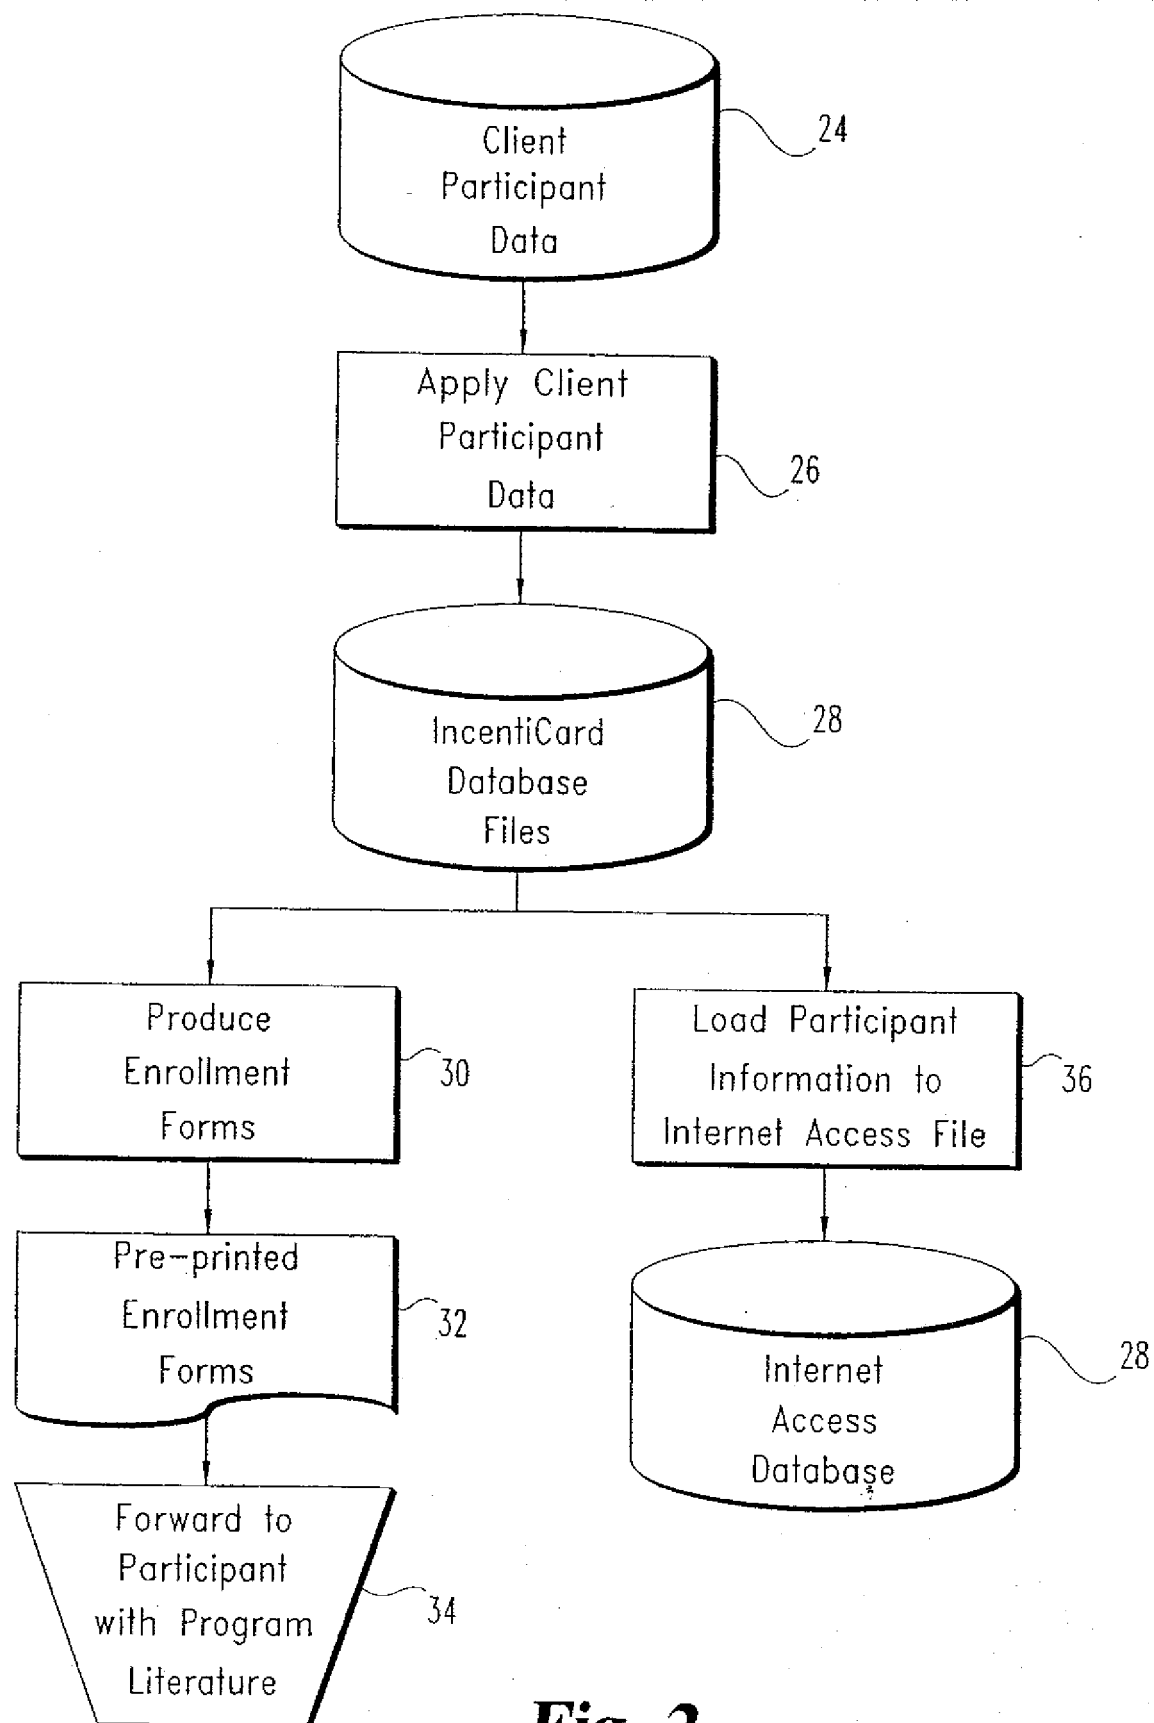 Client
Participant
Data
24
Apply Client
Participant
Data
26
IncentiCard
Database
Files
28
Produce
Enrollment
Forms
30
Load Participant
Information to
Internet Access File
36
Pre-printed
Enrollment
Forms
32
Internet
Access
Database
28
Forward to
Participant
with Program
Literature
34
Fig. 2